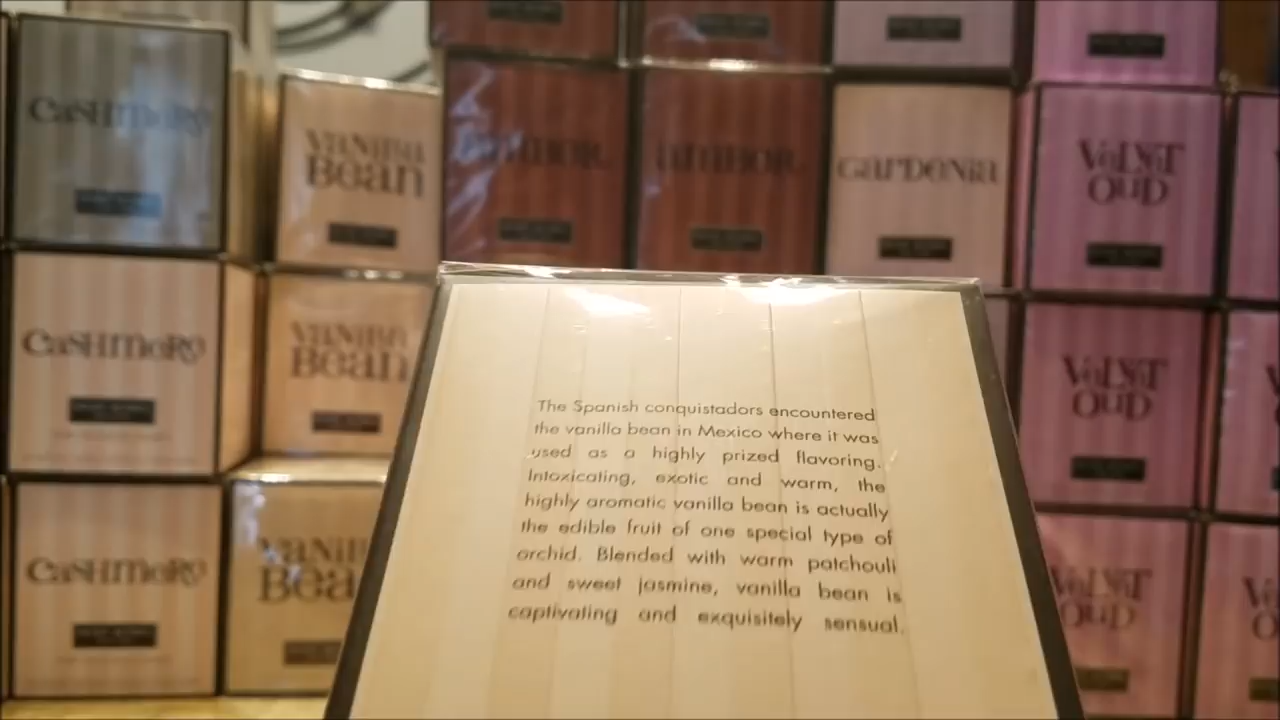 CASHMERE
VANILLA
BEAN
AMBER
AMBER
GARDENIA
VELVET
OUD
CASHMERE
VANILLA
BEAN
VELVET
OUD
CASHMERE
VANILLA
BEAN
VELVET
OUD
The Spanish conquistadors encountered
the vanilla bean in Mexico where it was
used as a highly prized flavoring.
Intoxicating, exotic and warm, the
highly aromatic vanilla bean is actually
the edible fruit of one special type of
orchid. Blended with warm patchouli
and sweet jasmine, vanilla bean is
captivating and exquisitely sensual.